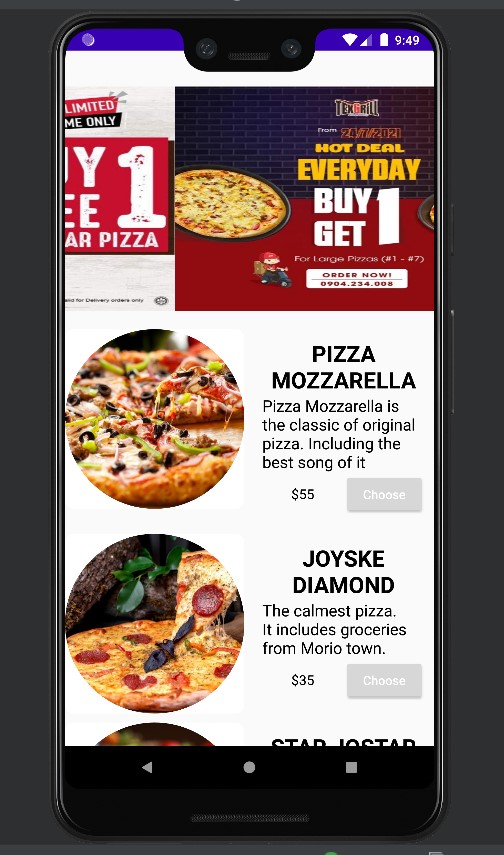 9:49
LIMITED
ME ONLY
UY 1
EE
AR PIZZA
lid for Delivery orders only
TEXGRILL
From 24/7/2021
HOT DEAL
EVERYDAY
BUY 1
GET
For Large Pizzas (#1 - #7)
ORDER NOW!
0904.234.008
PIZZA
MOZZARELLA
Pizza Mozzarella is
the classic of original
pizza. Including the
best song of it
$55
Choose
JOYSKE
DIAMOND
The calmest pizza.
It includes groceries
from Morio town.
$35
Choose
STAR JOSTAR